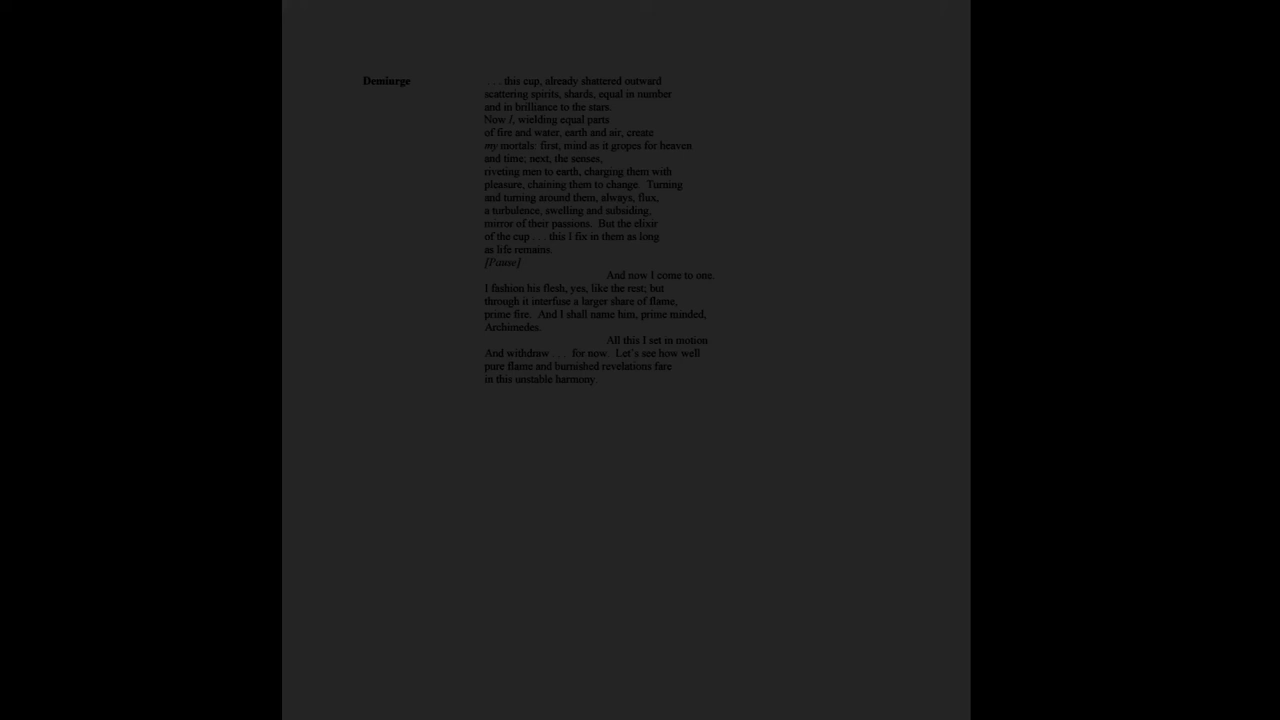 Demiurge . . . this cup, already shattered outward
scattering spirits, shards, equal in number
and in brilliance to the stars.
Now I, wielding equal parts
of fire and water, earth and air, create
my mortals: first, mind as it gropes for heaven
and time; next, the senses,
riveting men to earth, charging them with
pleasure, chaining them to change. Turning
and turning around them, always, flux,
a turbulence, swelling and subsiding,
mirror of their passions. But the elixir
of the cup . . . this I fix in them as long
as life remains.
[Pause]
And now I come to one.
I fashion his flesh, yes, like the rest; but
through it interfuse a larger share of flame,
prime fire. And I shall name him, prime minded,
Archimedes.
All this I set in motion
And withdraw . . . for now. Let's see how well
pure flame and burnished revelations fare
in this unstable harmony.